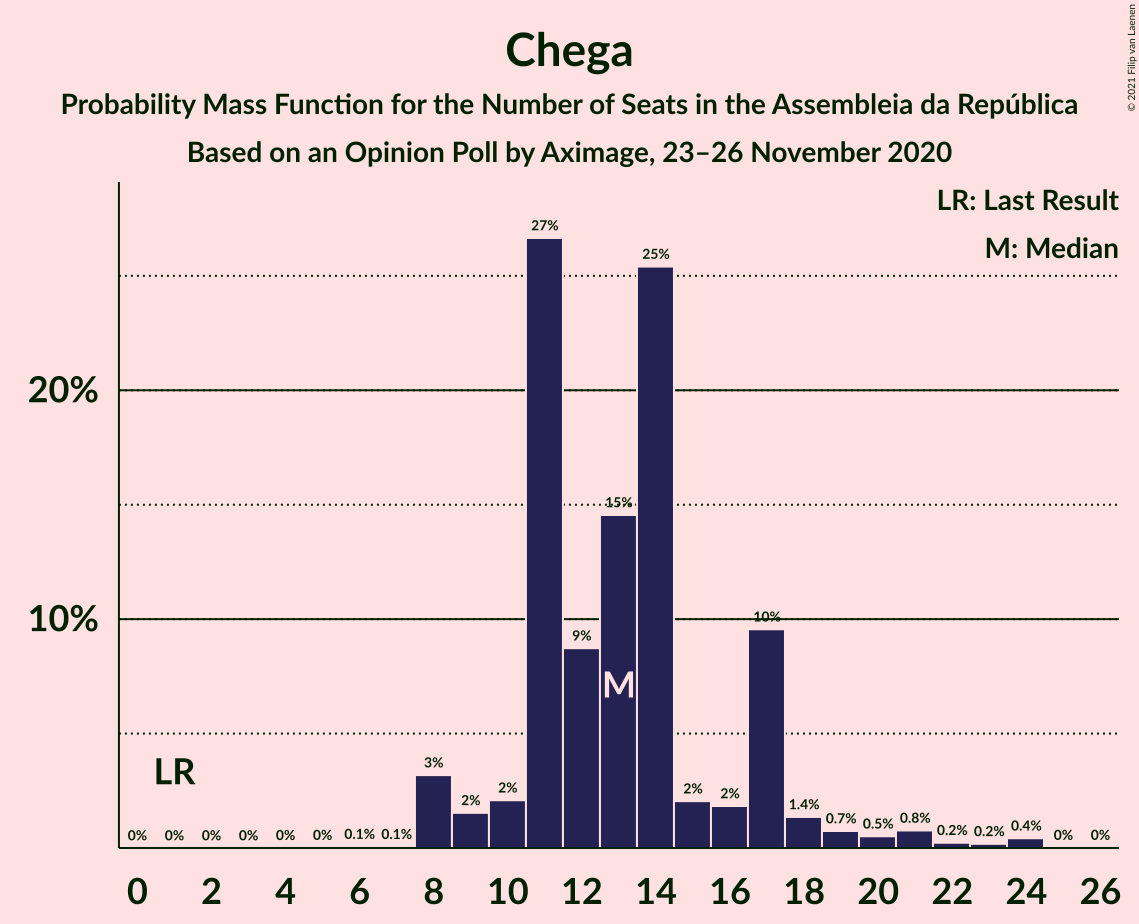 Chega
Probability Mass Function for the Number of Seats in the Assembleia da República
Based on an Opinion Poll by Aximage, 23–26 November 2020
© 2021 Filip van Laenen
LR: Last Result
M: Median
20%
10%
0% 0% 0% 0% 0% 0% 0.1% 0.1% 3% 2% 2% 27% 9% 15% 25% 2% 2% 10% 1.4% 0.7% 0.5% 0.8% 0.2% 0.2% 0.4% 0% 0%
LR
M
0 2 4 6 8 10 12 14 16 18 20 22 24 26